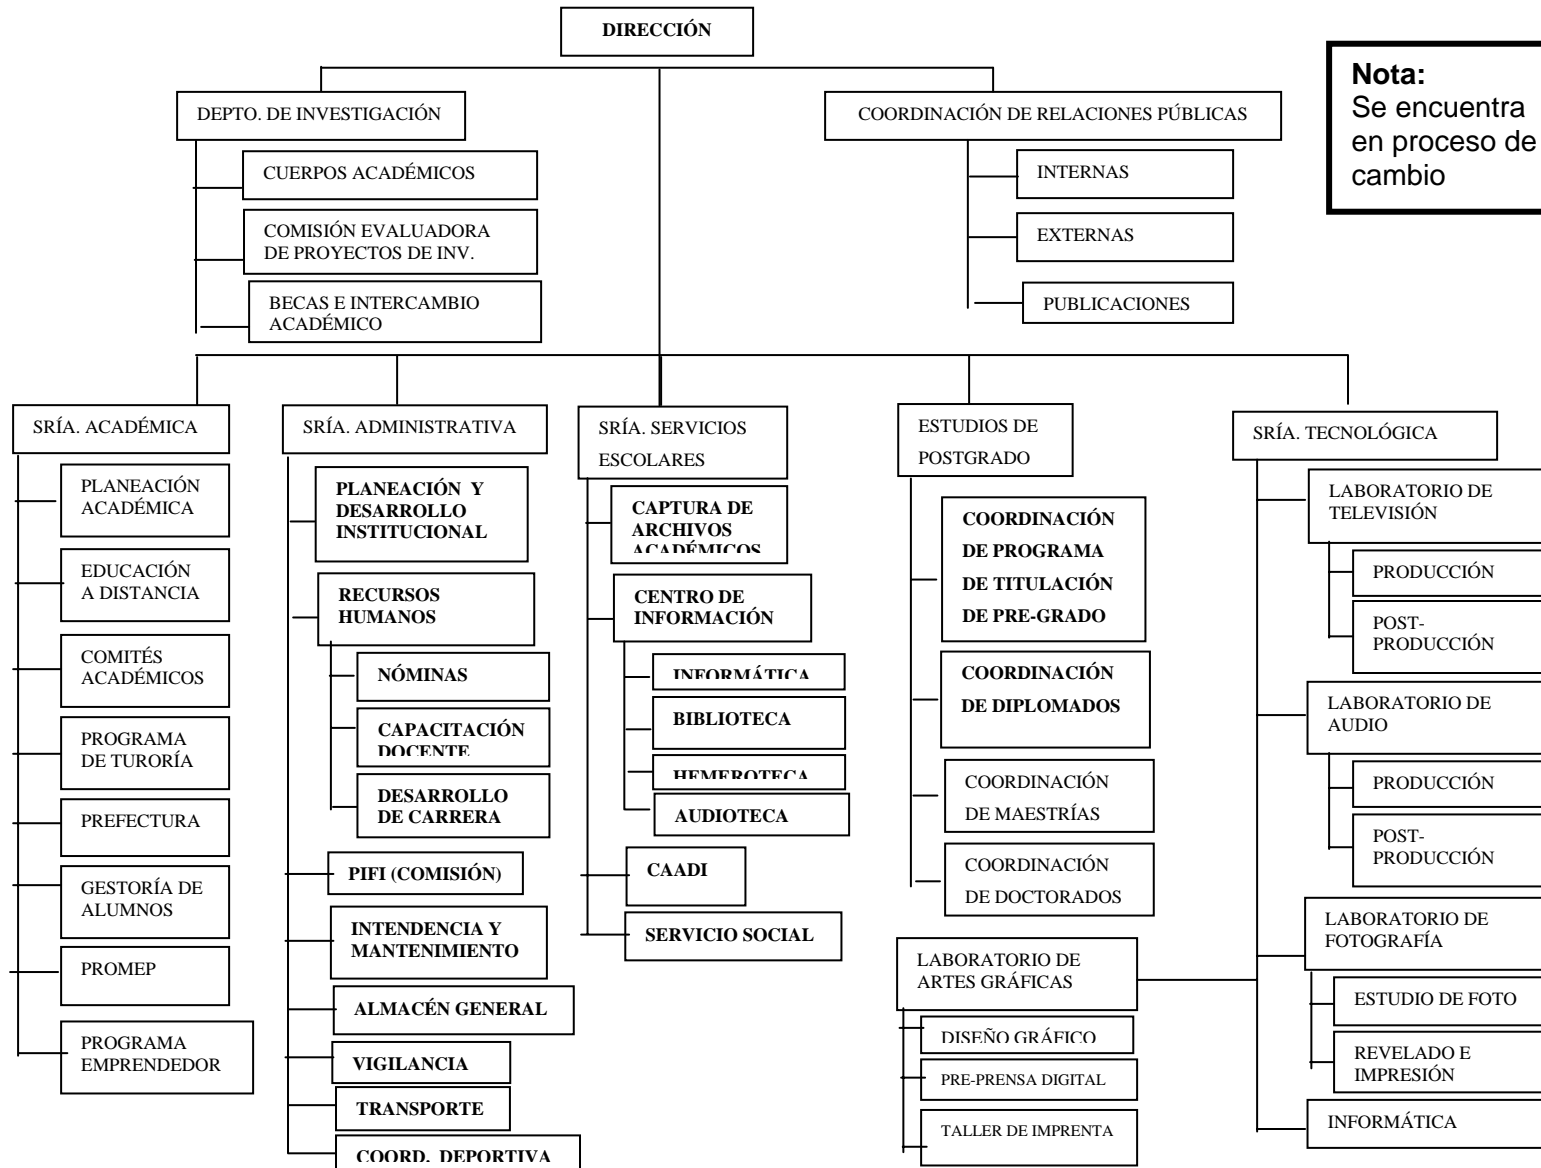 DIRECCIÓN
Nota:
Se encuentra
en proceso de
cambio
DEPTO. DE INVESTIGACIÓN
CUERPOS ACADÉMICOS
COMISIÓN EVALUADORA
DE PROYECTOS DE INV.
BECAS E INTERCAMBIO
ACADÉMICO
COORDINACIÓN DE RELACIONES PÚBLICAS
INTERNAS
EXTERNAS
PUBLICACIONES
SRÍA. ACADÉMICA
PLANEACIÓN
ACADÉMICA
EDUCACIÓN
A DISTANCIA
COMITÉS
ACADÉMICOS
PROGRAMA
DE TURORÍA
PREFECTURA
GESTORÍA DE
ALUMNOS
PROMEP
PROGRAMA
EMPRENDEDOR
SRÍA. ADMINISTRATIVA
PLANEACIÓN Y
DESARROLLO
INSTITUCIONAL
RECURSOS
HUMANOS
NÓMINAS
CAPACITACIÓN
DOCENTE
DESARROLLO
DE CARRERA
PIFI (COMISIÓN)
INTENDENCIA Y
MANTENIMIENTO
ALMACÉN GENERAL
VIGILANCIA
TRANSPORTE
COORD. DEPORTIVA
SRÍA. SERVICIOS
ESCOLARES
CAPTURA DE
ARCHIVOS
ACADÉMICOS
CENTRO DE
INFORMACIÓN
INFORMÁTICA
BIBLIOTECA
HEMEROTECA
AUDIOTECA
CAADI
SERVICIO SOCIAL
ESTUDIOS DE
POSTGRADO
COORDINACIÓN
DE PROGRAMA
DE TITULACIÓN
DE PRE-GRADO
COORDINACIÓN
DE DIPLOMADOS
COORDINACIÓN
DE MAESTRÍAS
COORDINACIÓN
DE DOCTORADOS
LABORATORIO DE
ARTES GRÁFICAS
DISEÑO GRÁFICO
PRE-PRENSA DIGITAL
TALLER DE IMPRENTA
SRÍA. TECNOLÓGICA
LABORATORIO DE
TELEVISIÓN
PRODUCCIÓN
POST-
PRODUCCIÓN
LABORATORIO DE
AUDIO
PRODUCCIÓN
POST-
PRODUCCIÓN
LABORATORIO DE
FOTOGRAFÍA
ESTUDIO DE FOTO
REVELADO E
IMPRESIÓN
INFORMÁTICA